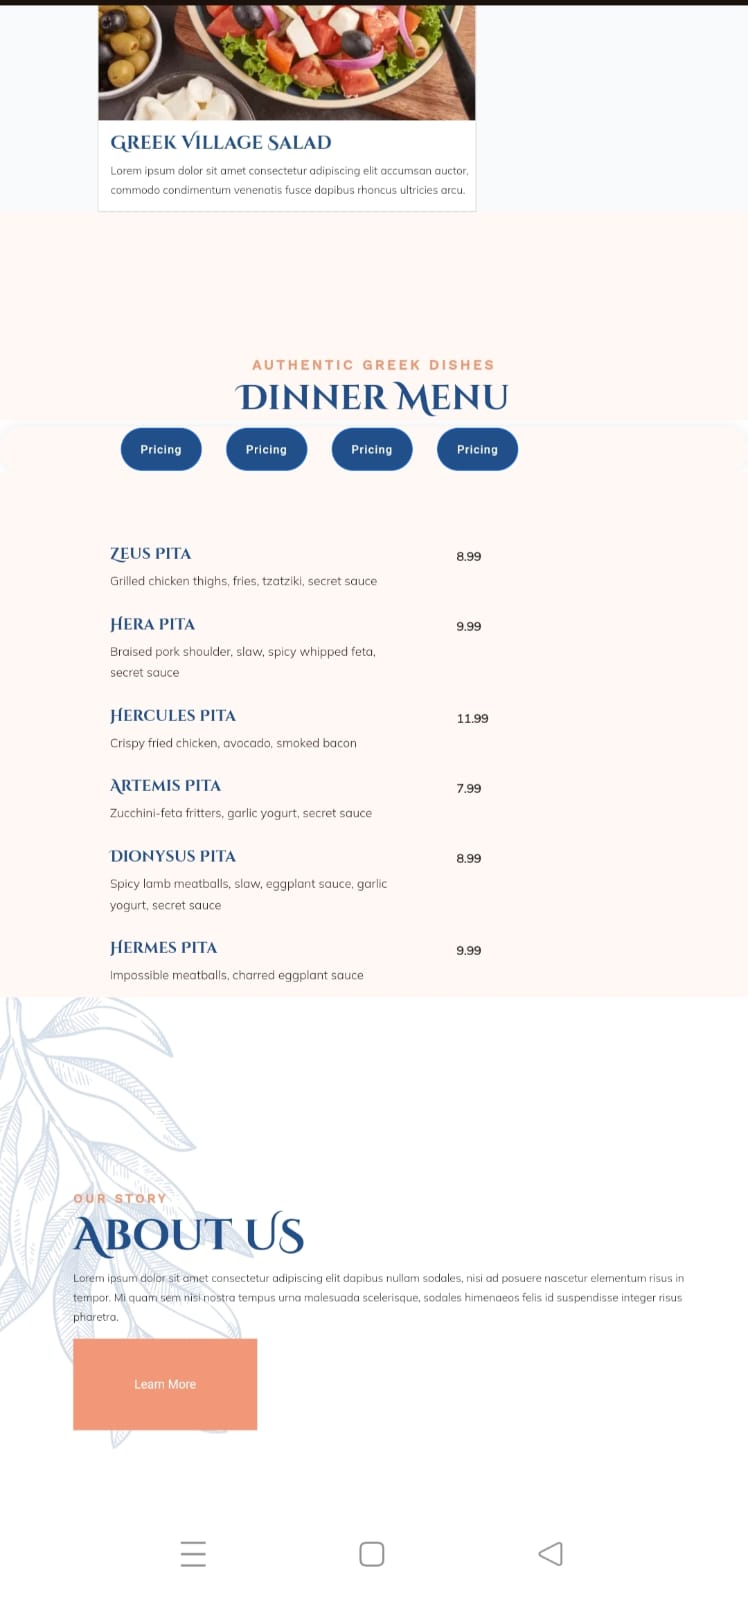 Greek Village Salad
Lorem ipsum dolor sit amet consectetur adipiscing elit accumsan auctor,
commodo condimentum venenatis fusce dapibus rhoncus ultricies arcu.
AUTHENTIC GREEK DISHES
Dinner Menu
Pricing Pricing Pricing Pricing
Zeus Pita 8.99
Grilled chicken thighs, fries, tzatziki, secret sauce
Hera Pita 9.99
Braised pork shoulder, slaw, spicy whipped feta,
secret sauce
Hercules Pita 11.99
Crispy fried chicken, avocado, smoked bacon
Artemis Pita 7.99
Zucchini-feta fritters, garlic yogurt, secret sauce
Dionysus Pita 8.99
Spicy lamb meatballs, slaw, eggplant sauce, garlic
yogurt, secret sauce
Hermes Pita 9.99
Impossible meatballs, charred eggplant sauce
OUR STORY
About Us
Lorem ipsum dolor sit amet consectetur adipiscing elit dapibus nullam sodales, nisi ad posuere nascetur elementum risus in
tempor. Mi quam sem nisi nostra tempus urna malesuada scelerisque, sodales himenaeos felis id suspendisse integer risus
pharetra.
Learn More